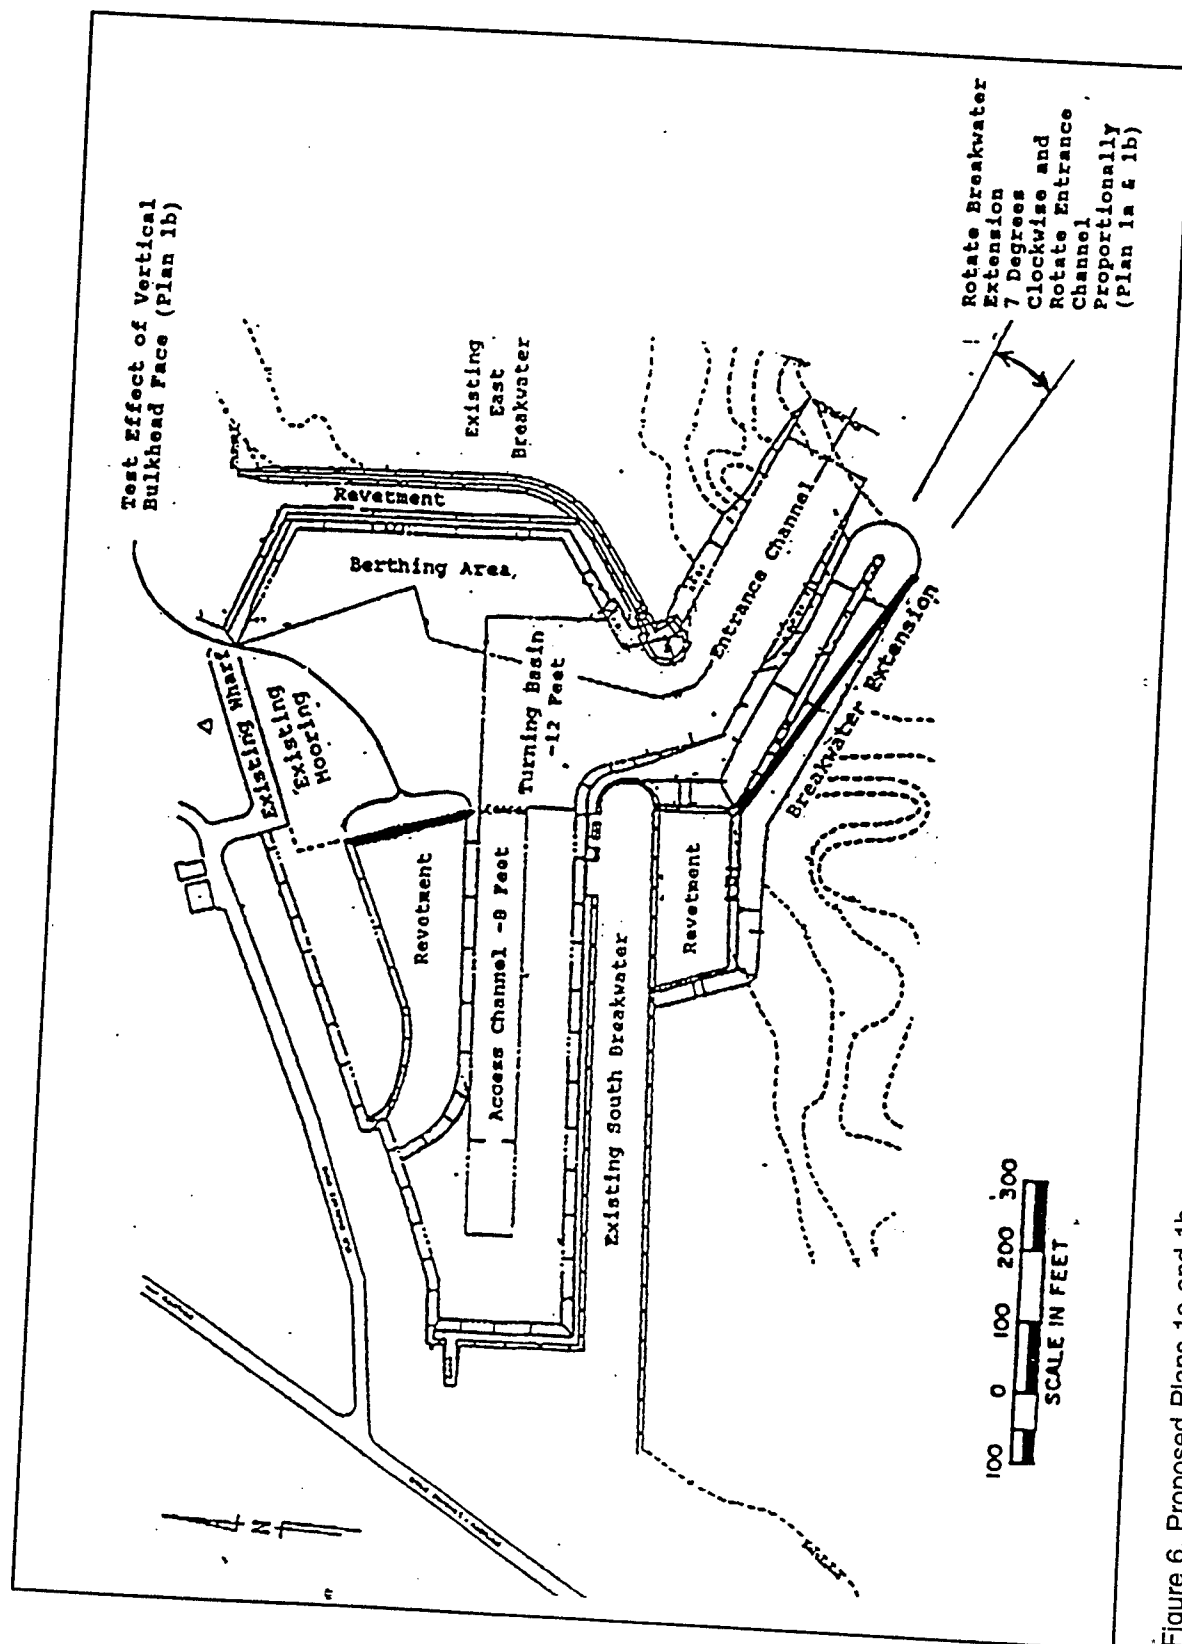 Test Effect of Vertical
Bulkhead Face (Plan 1b)
Existing Wharf
Existing
Mooring
Revetment
Berthing Area
Existing
East
Breakwater
Revetment
Turning Basin
-12 Feet
Access Channel -8 Feet
Entrance Channel
Existing South Breakwater
Revetment
Breakwater Extension
Rotate Breakwater
Extension
7 Degrees
Clockwise and
Rotate Entrance
Channel
Proportionally
(Plan 1a & 1b)
N
100 0 100 200 300
SCALE IN FEET
Figure 6. Proposed Plans 1a and 1b